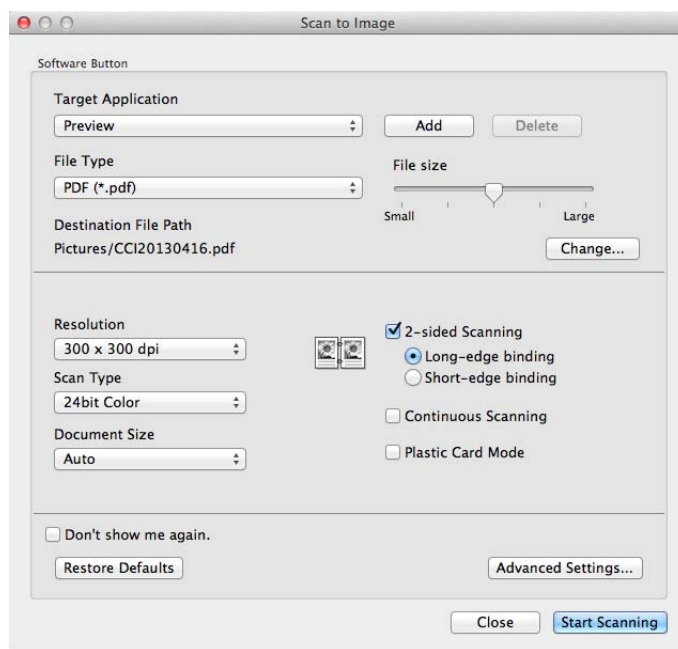 Scan to Image
Software Button
Target Application
Preview
Add
Delete
File Type
File size
PDF (*.pdf)
Small
Large
Destination File Path
Pictures/CCI20130416.pdf
Change...
Resolution
2-sided Scanning
300 x 300 dpi
Long-edge binding
Scan Type
Short-edge binding
24bit Color
Continuous Scanning
Document Size
Auto
Plastic Card Mode
Don't show me again.
Restore Defaults
Advanced Settings...
Close
Start Scanning